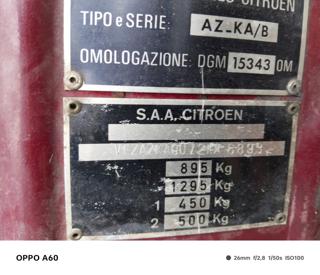 CITROEN
TIPO e SERIE: AZ-KA/B
OMOLOGAZIONE: DGM 15343 OM
S.A.A. CITROEN
895 Kg
1295 Kg
1 450 Kg
2 500 Kg
OPPO A60
26mm f/2,8 1/50s ISO100